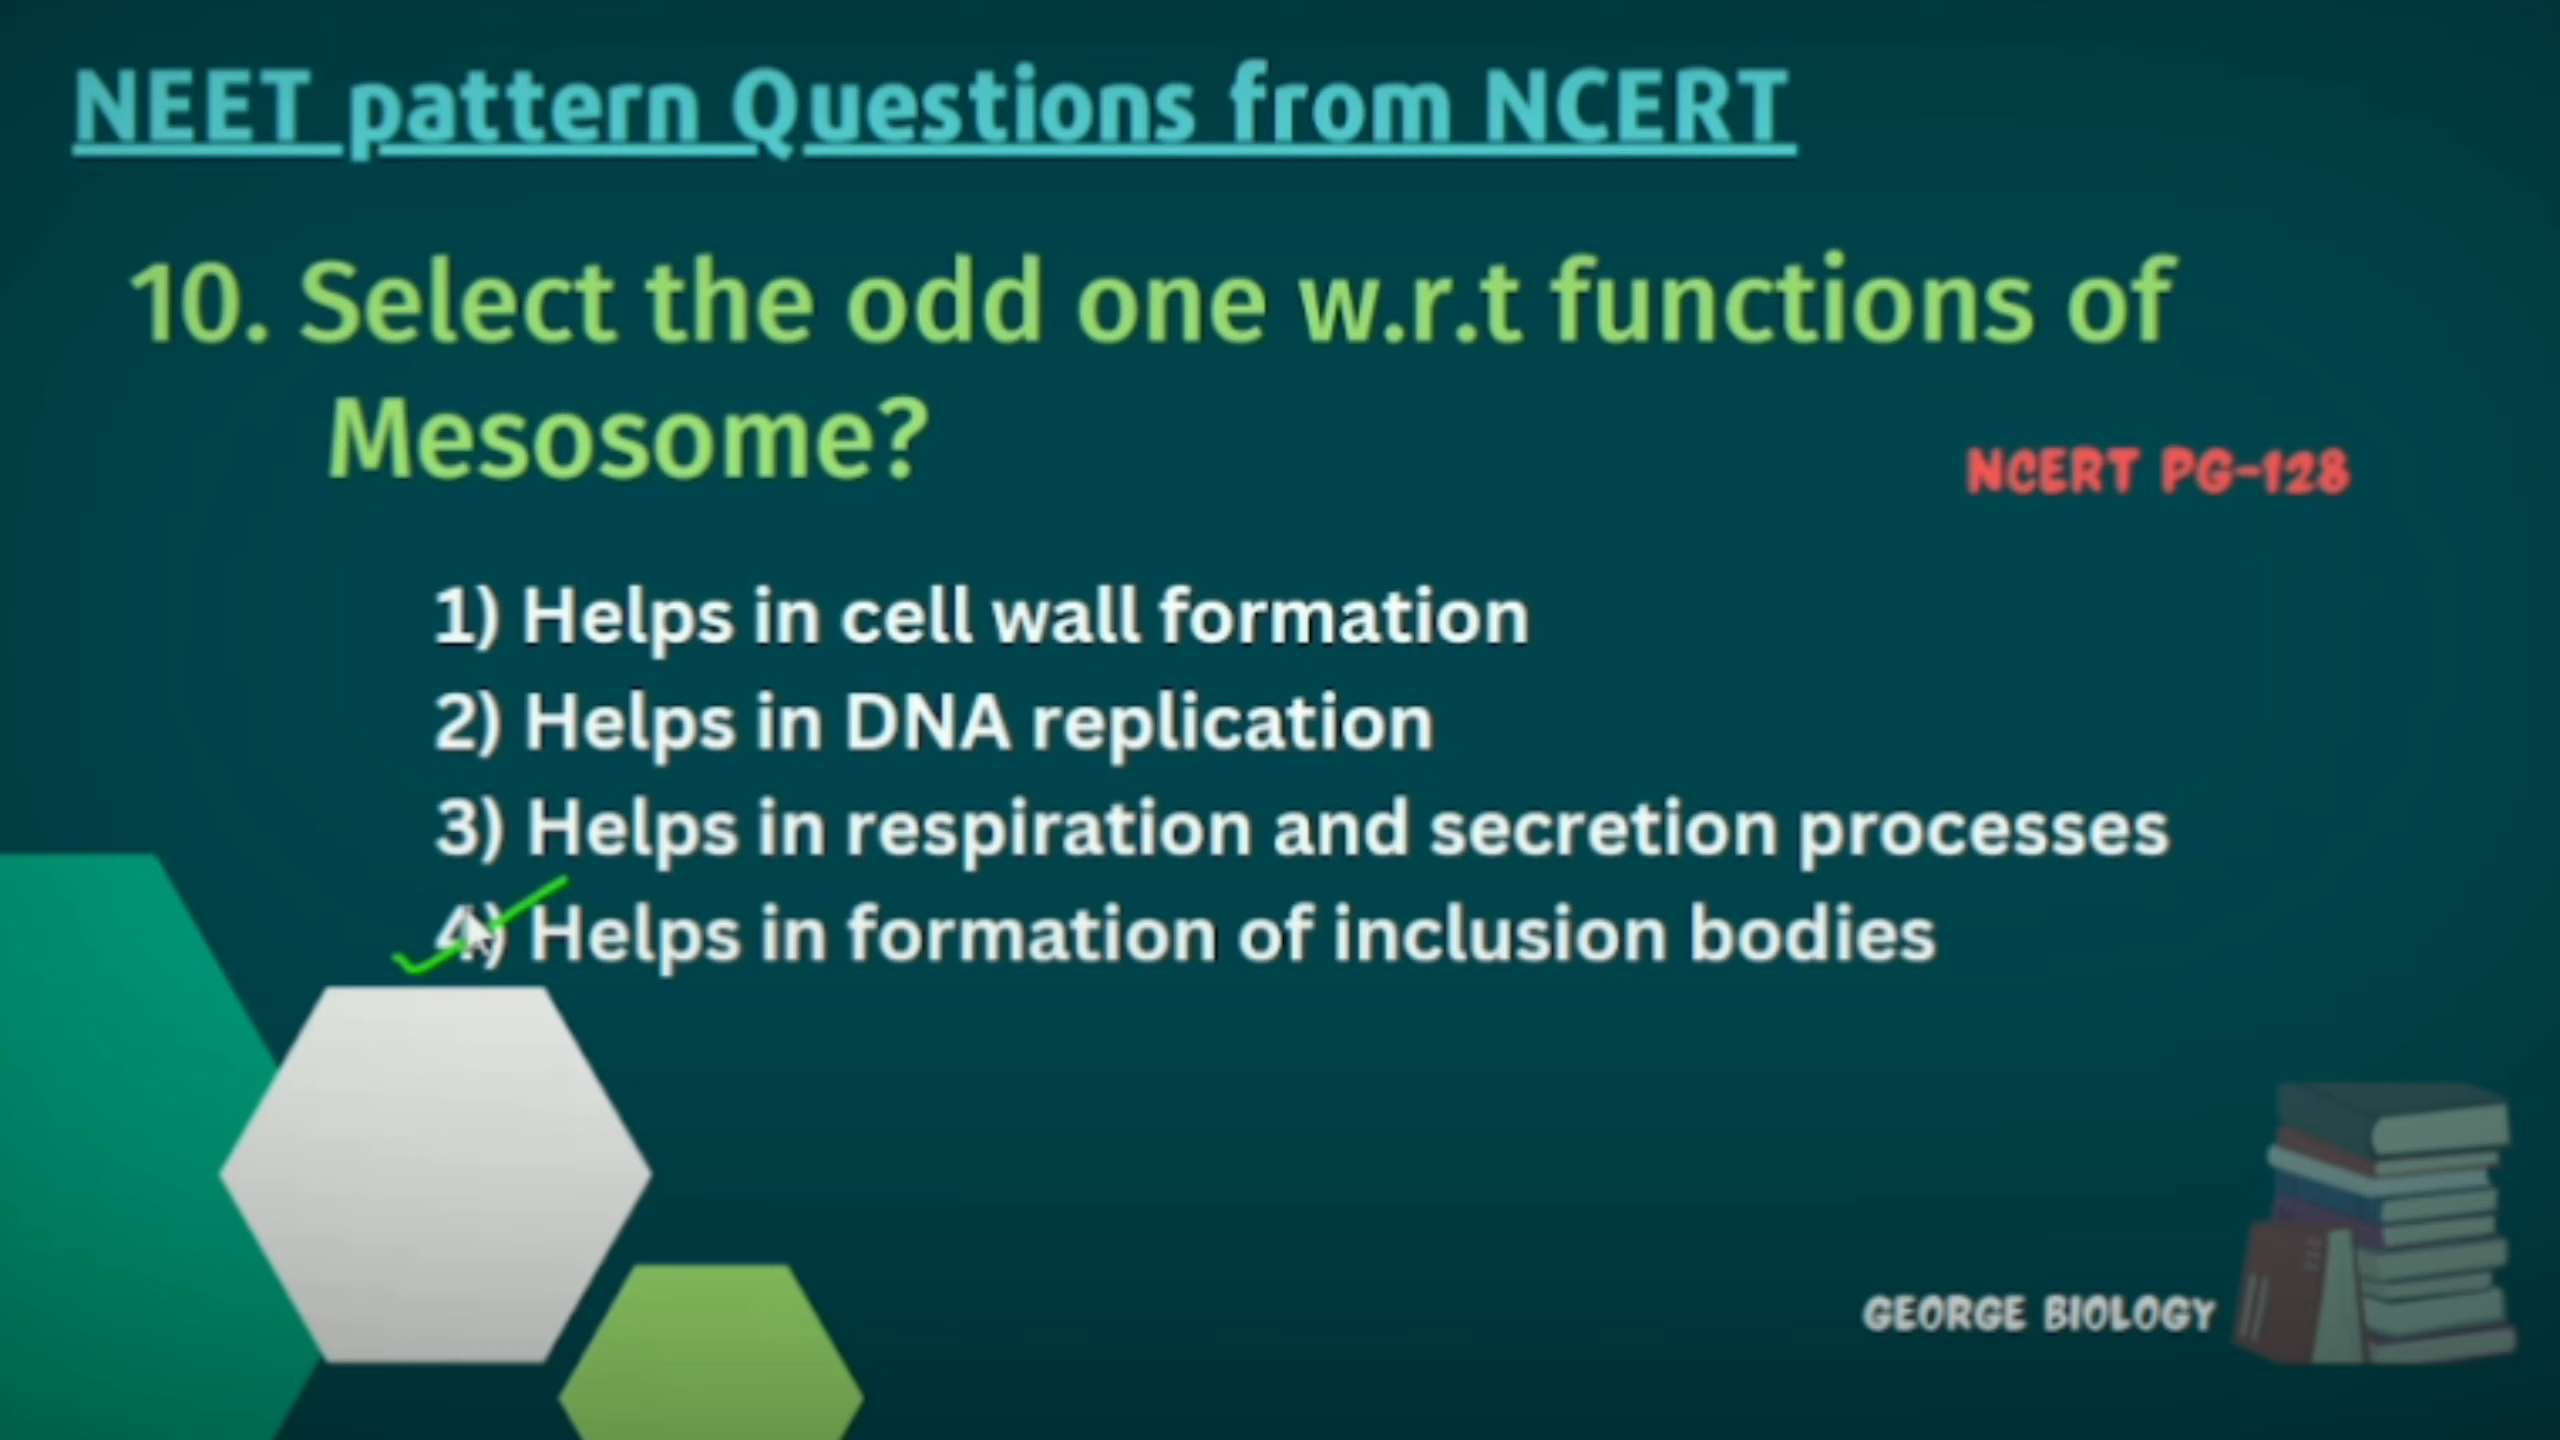 NEET pattern Questions from NCERT
10. Select the odd one w.r.t functions of
Mesosome?
NCERT PG-128
1) Helps in cell wall formation
2) Helps in DNA replication
3) Helps in respiration and secretion processes
4) Helps in formation of inclusion bodies
GEORGE BIOLOGY